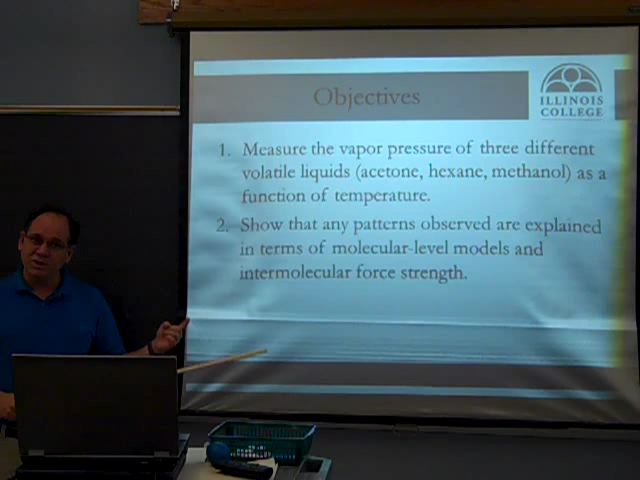 Objectives
ILLINOIS
COLLEGE
1. Measure the vapor pressure of three different
volatile liquids (acetone, hexane, methanol) as a
function of temperature.
2. Show that any patterns observed are explained
in terms of molecular-level models and
intermolecular force strength.